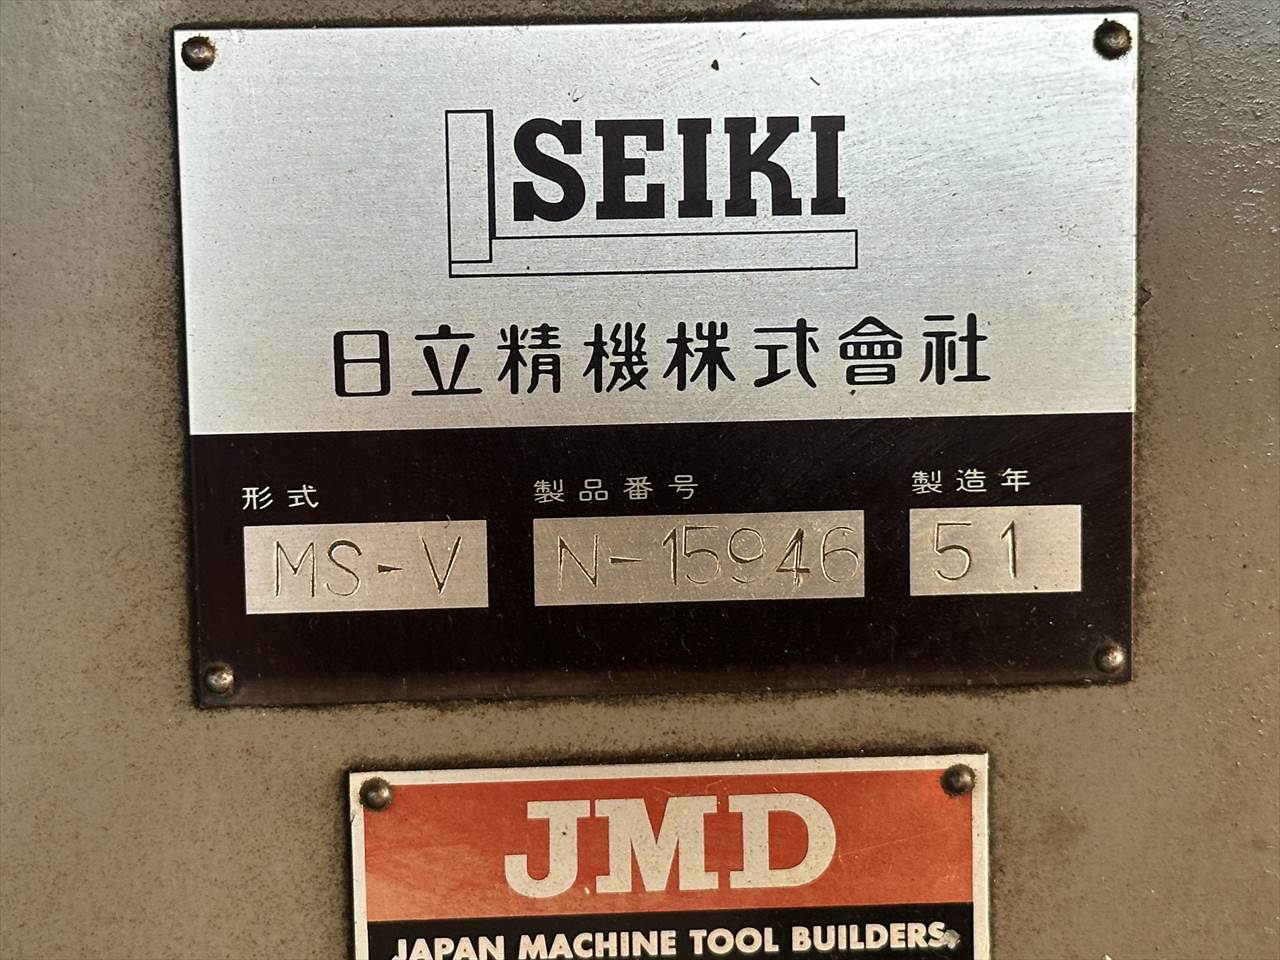 SEIKI
日立精機株式會社
形式 製品番号 製造年
MS-V N-15946 51
JMD
JAPAN MACHINE TOOL BUILDERS